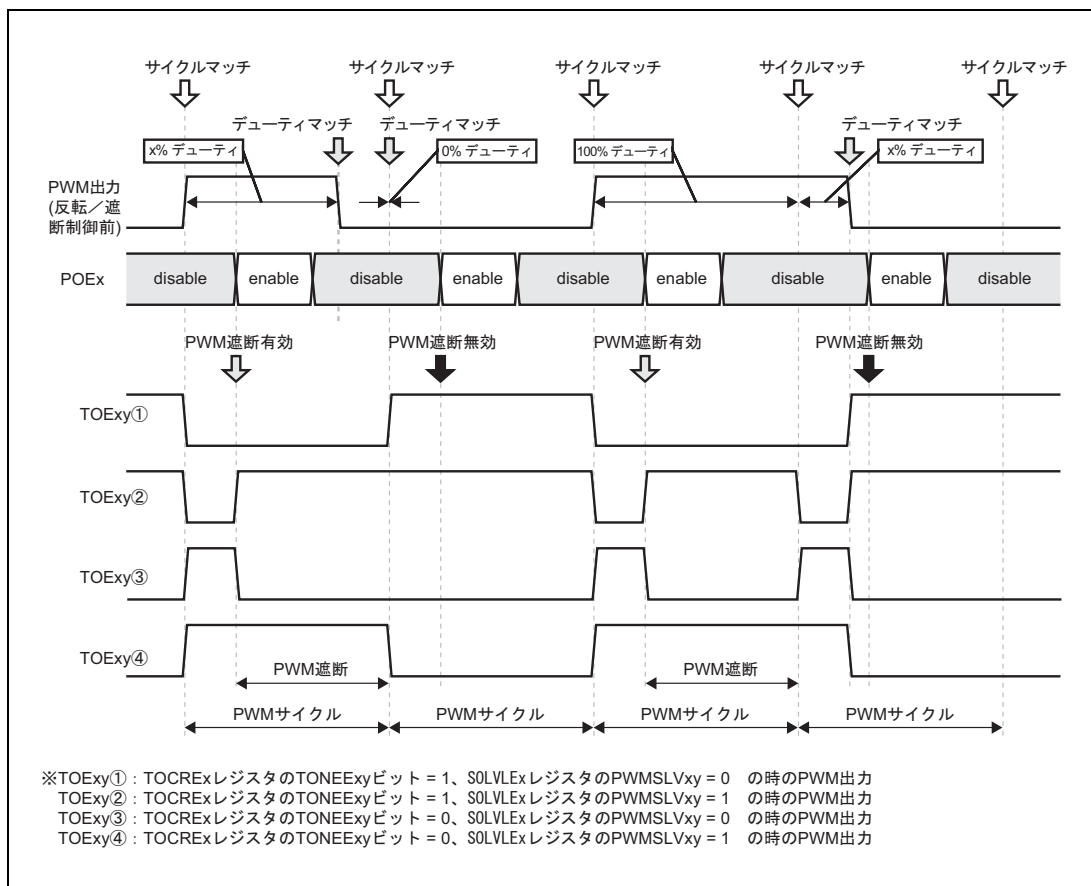 サイクルマッチ サイクルマッチ サイクルマッチ サイクルマッチ サイクルマッチ
デューティマッチ デューティマッチ デューティマッチ
x% デューティ 0% デューティ 100% デューティ x% デューティ
PWM出力
(反転／遮
断制御前)
POEx disable enable disable enable disable enable disable enable disable
PWM遮断有効 PWM遮断無効 PWM遮断有効 PWM遮断無効
TOExy①
TOExy②
TOExy③
TOExy④
PWM遮断 PWM遮断
PWMサイクル PWMサイクル PWMサイクル PWMサイクル
※TOExy①：TOCRExレジスタのTONEExyビット = 1、SOLVLExレジスタのPWMSLVxy = 0 の時のPWM出力
TOExy②：TOCRExレジスタのTONEExyビット = 1、SOLVLExレジスタのPWMSLVxy = 1 の時のPWM出力
TOExy③：TOCRExレジスタのTONEExyビット = 0、SOLVLExレジスタのPWMSLVxy = 0 の時のPWM出力
TOExy④：TOCRExレジスタのTONEExyビット = 0、SOLVLExレジスタのPWMSLVxy = 1 の時のPWM出力